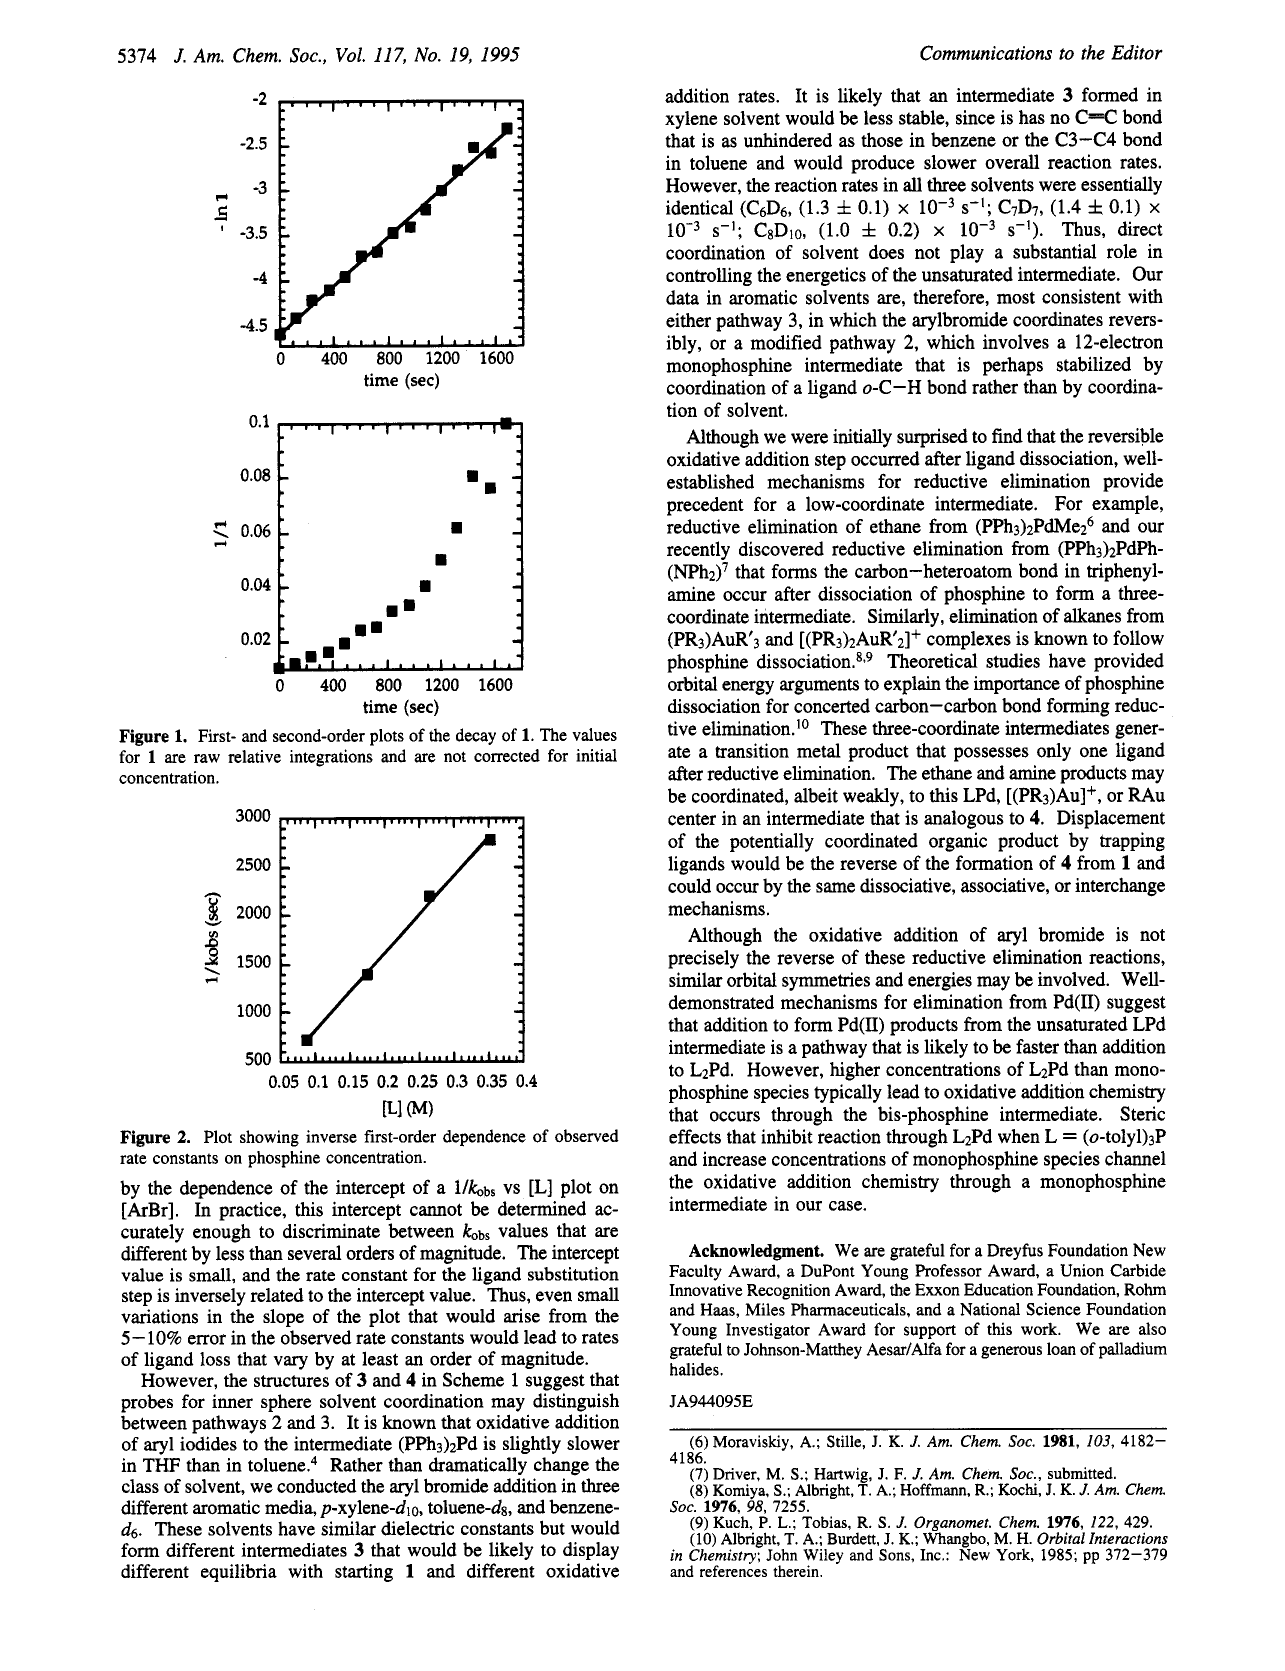 5374 J. Am. Chem. Soc., Vol. 117, No. 19, 1995
Communications to the Editor
-2
-2.5
-3
-3.5
-4
-4.5
- ln 1
0 400 800 1200 1600
time (sec)
0.1
0.08
0.06
0.04
0.02
1/1
0 400 800 1200 1600
time (sec)
Figure 1. First- and second-order plots of the decay of 1. The values
for 1 are raw relative integrations and are not corrected for initial
concentration.
3000
2500
2000
1500
1000
500
1/kobs (sec)
0.05 0.1 0.15 0.2 0.25 0.3 0.35 0.4
[L] (M)
Figure 2. Plot showing inverse first-order dependence of observed
rate constants on phosphine concentration.
by the dependence of the intercept of a 1/kobs vs [L] plot on
[ArBr]. In practice, this intercept cannot be determined ac-
curately enough to discriminate between kobs values that are
different by less than several orders of magnitude. The intercept
value is small, and the rate constant for the ligand substitution
step is inversely related to the intercept value. Thus, even small
variations in the slope of the plot that would arise from the
5−10% error in the observed rate constants would lead to rates
of ligand loss that vary by at least an order of magnitude.
However, the structures of 3 and 4 in Scheme 1 suggest that
probes for inner sphere solvent coordination may distinguish
between pathways 2 and 3. It is known that oxidative addition
of aryl iodides to the intermediate (PPh3)2Pd is slightly slower
in THF than in toluene.4 Rather than dramatically change the
class of solvent, we conducted the aryl bromide addition in three
different aromatic media, p-xylene-d10, toluene-d8, and benzene-
d6. These solvents have similar dielectric constants but would
form different intermediates 3 that would be likely to display
different equilibria with starting 1 and different oxidative
addition rates. It is likely that an intermediate 3 formed in
xylene solvent would be less stable, since is has no C=C bond
that is as unhindered as those in benzene or the C3−C4 bond
in toluene and would produce slower overall reaction rates.
However, the reaction rates in all three solvents were essentially
identical (C6D6, (1.3 ± 0.1) × 10−3 s−1; C7D7, (1.4 ± 0.1) ×
10−3 s−1; C8D10, (1.0 ± 0.2) × 10−3 s−1). Thus, direct
coordination of solvent does not play a substantial role in
controlling the energetics of the unsaturated intermediate. Our
data in aromatic solvents are, therefore, most consistent with
either pathway 3, in which the arylbromide coordinates revers-
ibly, or a modified pathway 2, which involves a 12-electron
monophosphine intermediate that is perhaps stabilized by
coordination of a ligand o-C−H bond rather than by coordina-
tion of solvent.
Although we were initially surprised to find that the reversible
oxidative addition step occurred after ligand dissociation, well-
established mechanisms for reductive elimination provide
precedent for a low-coordinate intermediate. For example,
reductive elimination of ethane from (PPh3)2PdMe26 and our
recently discovered reductive elimination from (PPh3)2PdPh-
(NPh2)7 that forms the carbon−heteroatom bond in triphenyl-
amine occur after dissociation of phosphine to form a three-
coordinate intermediate. Similarly, elimination of alkanes from
(PR3)AuR′3 and [(PR3)2AuR′2]+ complexes is known to follow
phosphine dissociation.8,9 Theoretical studies have provided
orbital energy arguments to explain the importance of phosphine
dissociation for concerted carbon−carbon bond forming reduc-
tive elimination.10 These three-coordinate intermediates gener-
ate a transition metal product that possesses only one ligand
after reductive elimination. The ethane and amine products may
be coordinated, albeit weakly, to this LPd, [(PR3)Au]+, or RAu
center in an intermediate that is analogous to 4. Displacement
of the potentially coordinated organic product by trapping
ligands would be the reverse of the formation of 4 from 1 and
could occur by the same dissociative, associative, or interchange
mechanisms.
Although the oxidative addition of aryl bromide is not
precisely the reverse of these reductive elimination reactions,
similar orbital symmetries and energies may be involved. Well-
demonstrated mechanisms for elimination from Pd(II) suggest
that addition to form Pd(II) products from the unsaturated LPd
intermediate is a pathway that is likely to be faster than addition
to L2Pd. However, higher concentrations of L2Pd than mono-
phosphine species typically lead to oxidative addition chemistry
that occurs through the bis-phosphine intermediate. Steric
effects that inhibit reaction through L2Pd when L = (o-tolyl)3P
and increase concentrations of monophosphine species channel
the oxidative addition chemistry through a monophosphine
intermediate in our case.
Acknowledgment. We are grateful for a Dreyfus Foundation New
Faculty Award, a DuPont Young Professor Award, a Union Carbide
Innovative Recognition Award, the Exxon Education Foundation, Rohm
and Haas, Miles Pharmaceuticals, and a National Science Foundation
Young Investigator Award for support of this work. We are also
grateful to Johnson-Matthey Aesar/Alfa for a generous loan of palladium
halides.
JA944095E
(6) Moraviskiy, A.; Stille, J. K. J. Am. Chem. Soc. 1981, 103, 4182−
4186.
(7) Driver, M. S.; Hartwig, J. F. J. Am. Chem. Soc., submitted.
(8) Komiya, S.; Albright, T. A.; Hoffmann, R.; Kochi, J. K. J. Am. Chem.
Soc. 1976, 98, 7255.
(9) Kuch, P. L.; Tobias, R. S. J. Organomet. Chem. 1976, 122, 429.
(10) Albright, T. A.; Burdett, J. K.; Whangbo, M. H. Orbital Interactions
in Chemistry; John Wiley and Sons, Inc.: New York, 1985; pp 372−379
and references therein.